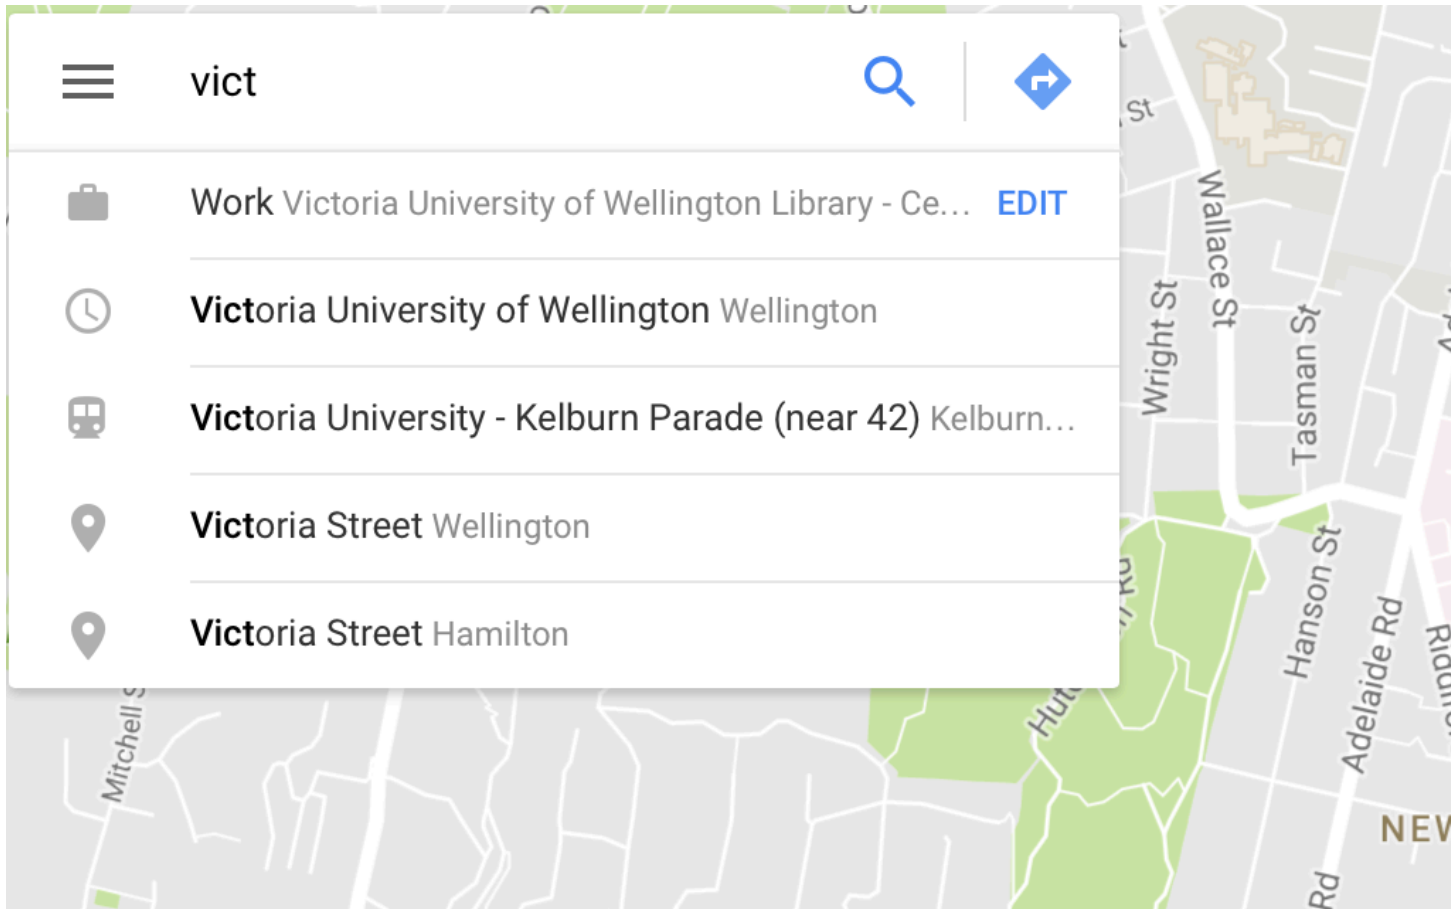 vict
Work Victoria University of Wellington Library - Ce... EDIT
Victoria University of Wellington Wellington
Victoria University - Kelburn Parade (near 42) Kelburn...
Victoria Street Wellington
Victoria Street Hamilton
St
Wallace St
Wright St
Tasman St
Hanson St
Adelaide Rd
Mitchell
Rd